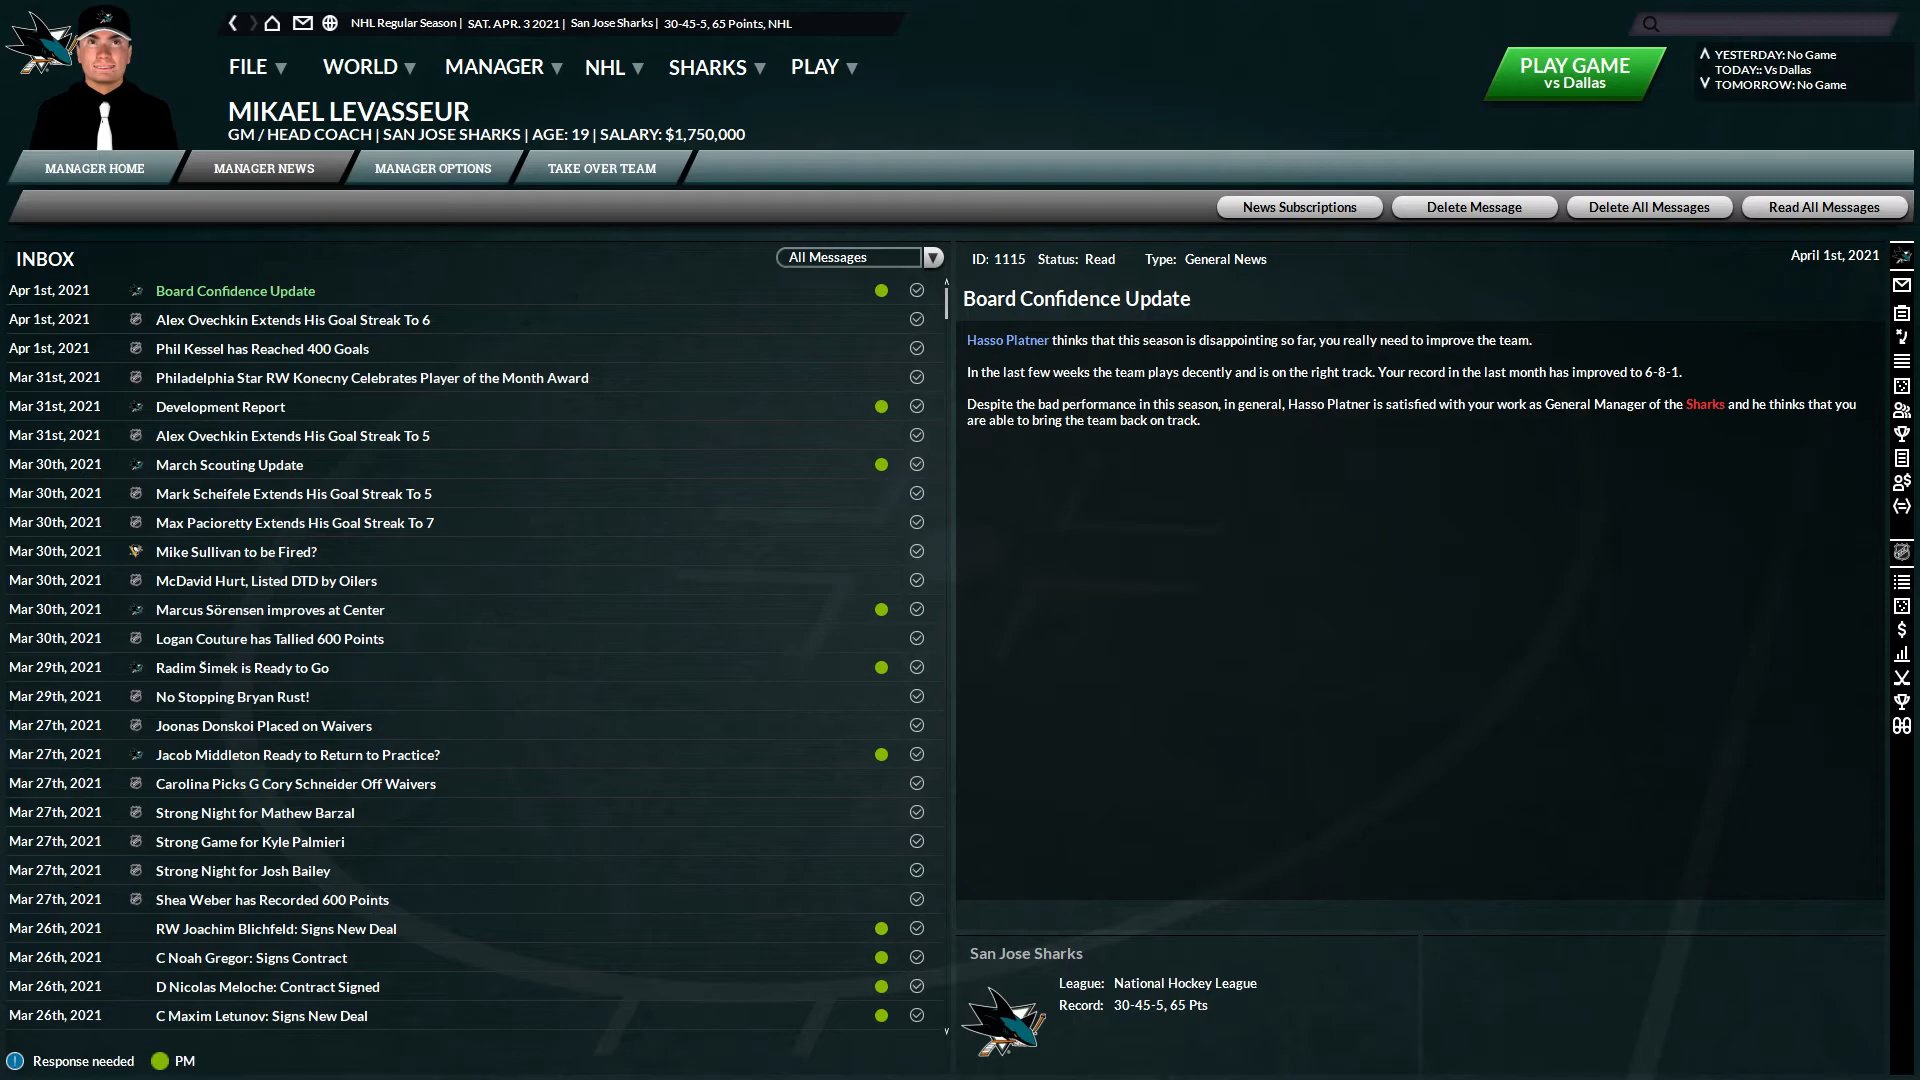 NHL Regular Season | SAT. APR. 3 2021 | San Jose Sharks | 30-45-5, 65 Points, NHL
FILE WORLD MANAGER NHL SHARKS PLAY
PLAY GAME
vs Dallas
YESTERDAY: No Game
TODAY:: Vs Dallas
TOMORROW: No Game
MIKAEL LEVASSEUR
GM / HEAD COACH | SAN JOSE SHARKS | AGE: 19 | SALARY: $1,750,000
MANAGER HOME MANAGER NEWS MANAGER OPTIONS TAKE OVER TEAM
News Subscriptions Delete Message Delete All Messages Read All Messages
INBOX All Messages
Apr 1st, 2021 Board Confidence Update
Apr 1st, 2021 Alex Ovechkin Extends His Goal Streak To 6
Apr 1st, 2021 Phil Kessel has Reached 400 Goals
Mar 31st, 2021 Philadelphia Star RW Konecny Celebrates Player of the Month Award
Mar 31st, 2021 Development Report
Mar 31st, 2021 Alex Ovechkin Extends His Goal Streak To 5
Mar 30th, 2021 March Scouting Update
Mar 30th, 2021 Mark Scheifele Extends His Goal Streak To 5
Mar 30th, 2021 Max Pacioretty Extends His Goal Streak To 7
Mar 30th, 2021 Mike Sullivan to be Fired?
Mar 30th, 2021 McDavid Hurt, Listed DTD by Oilers
Mar 30th, 2021 Marcus Sörensen improves at Center
Mar 30th, 2021 Logan Couture has Tallied 600 Points
Mar 29th, 2021 Radim Šimek is Ready to Go
Mar 29th, 2021 No Stopping Bryan Rust!
Mar 27th, 2021 Joonas Donskoi Placed on Waivers
Mar 27th, 2021 Jacob Middleton Ready to Return to Practice?
Mar 27th, 2021 Carolina Picks G Cory Schneider Off Waivers
Mar 27th, 2021 Strong Night for Mathew Barzal
Mar 27th, 2021 Strong Game for Kyle Palmieri
Mar 27th, 2021 Strong Night for Josh Bailey
Mar 27th, 2021 Shea Weber has Recorded 600 Points
Mar 26th, 2021 RW Joachim Blichfeld: Signs New Deal
Mar 26th, 2021 C Noah Gregor: Signs Contract
Mar 26th, 2021 D Nicolas Meloche: Contract Signed
Mar 26th, 2021 C Maxim Letunov: Signs New Deal
Response needed PM
ID: 1115 Status: Read Type: General News April 1st, 2021
Board Confidence Update
Hasso Platner thinks that this season is disappointing so far, you really need to improve the team.
In the last few weeks the team plays decently and is on the right track. Your record in the last month has improved to 6-8-1.
Despite the bad performance in this season, in general, Hasso Platner is satisfied with your work as General Manager of the Sharks and he thinks that you
are able to bring the team back on track.
San Jose Sharks
League: National Hockey League
Record: 30-45-5, 65 Pts